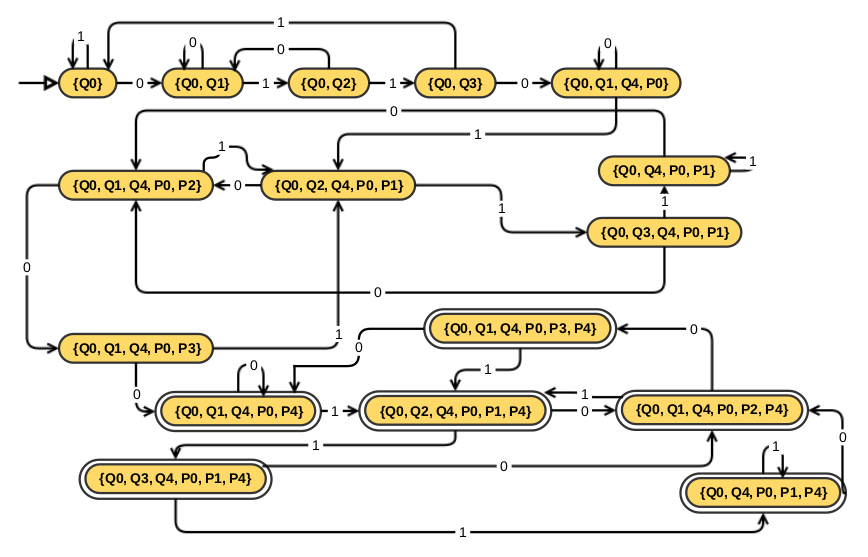 1
1
0
0
0
{Q0}
0
{Q0, Q1}
1
{Q0, Q2}
1
{Q0, Q3}
0
{Q0, Q1, Q4, P0}
0
1
1
{Q0, Q4, P0, P1}
1
{Q0, Q1, Q4, P0, P2}
0
{Q0, Q2, Q4, P0, P1}
1
1
{Q0, Q3, Q4, P0, P1}
0
0
{Q0, Q1, Q4, P0, P3}
1
0
{Q0, Q1, Q4, P0, P3, P4}
0
0
0
1
1
{Q0, Q1, Q4, P0, P4}
1
{Q0, Q2, Q4, P0, P1, P4}
0
{Q0, Q1, Q4, P0, P2, P4}
1
1
0
{Q0, Q3, Q4, P0, P1, P4}
0
{Q0, Q4, P0, P1, P4}
1